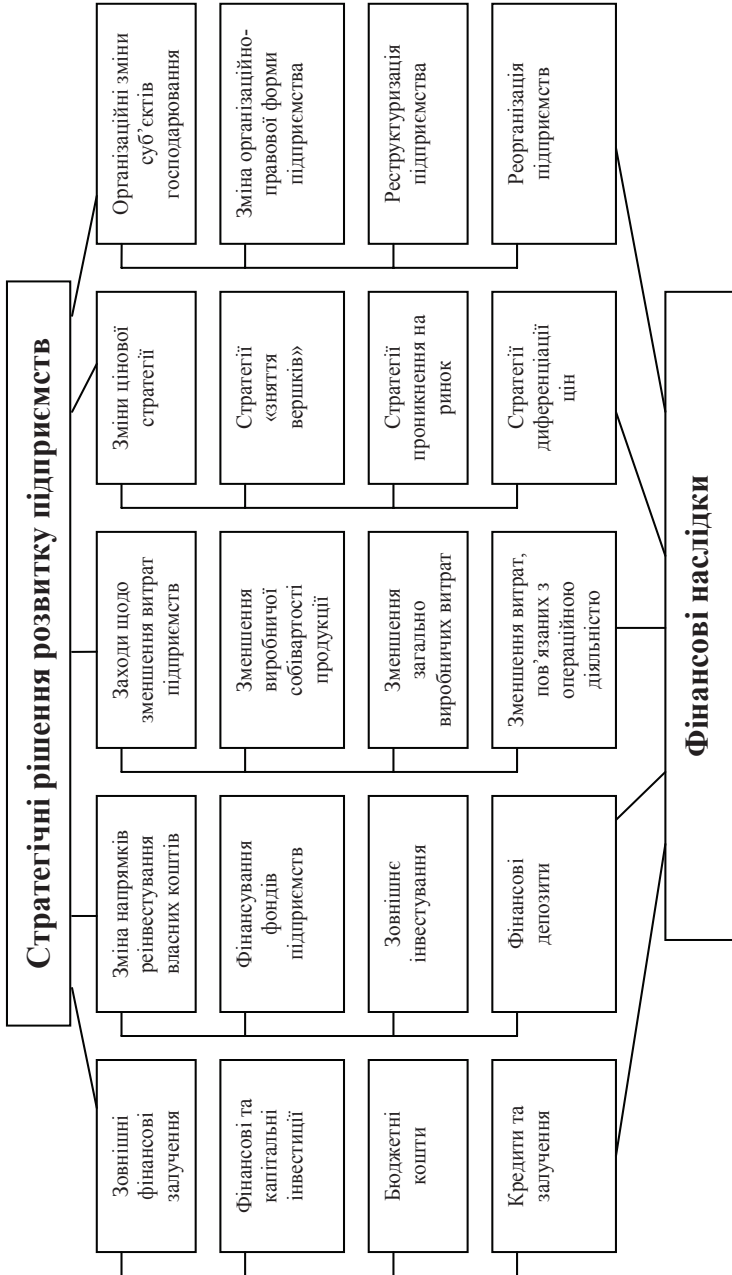 Стратегічні рішення розвитку підприємств
Зовнішні
фінансові
залучення
Фінансові та
капітальні
інвестиції
Бюджетні
кошти
Кредити та
залучення
Зміна напрямків
реінвестування
власних коштів
Фінансування
фондів
підприємств
Зовнішнє
інвестування
Фінансові
депозити
Заходи щодо
зменшення витрат
підприємств
Зменшення
виробничої
собівартості
продукції
Зменшення
загально
виробничих витрат
Зменшення витрат,
пов’язаних з
операційною
діяльністю
Зміни цінової
стратегії
Стратегії
«зняття
вершків»
Стратегії
проникнення на
ринок
Стратегії
диференціації
цін
Організаційні зміни
суб’єктів
господарювання
Зміна організаційно-
правової форми
підприємства
Реструктуризація
підприємства
Реорганізація
підприємств
Фінансові наслідки